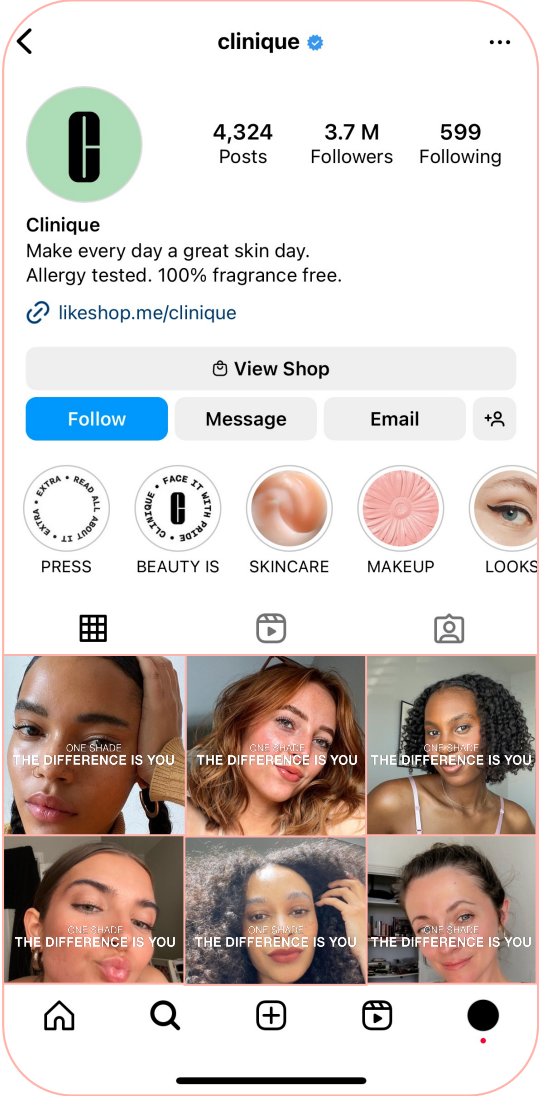 clinique
4,324
Posts
3.7 M
Followers
599
Following
Clinique
Make every day a great skin day.
Allergy tested. 100% fragrance free.
likeshop.me/clinique
View Shop
Follow
Message
Email
EXTRA • READ ALL ABOUT IT • EXTRA •
C
CLINIQUE • FACE IT WITH PRIDE •
PRESS
BEAUTY IS
SKINCARE
MAKEUP
LOOKS
ONE SHADE
THE DIFFERENCE IS YOU
ONE SHADE
THE DIFFERENCE IS YOU
ONE SHADE
THE DIFFERENCE IS YOU
ONE SHADE
THE DIFFERENCE IS YOU
ONE SHADE
THE DIFFERENCE IS YOU
ONE SHADE
THE DIFFERENCE IS YOU